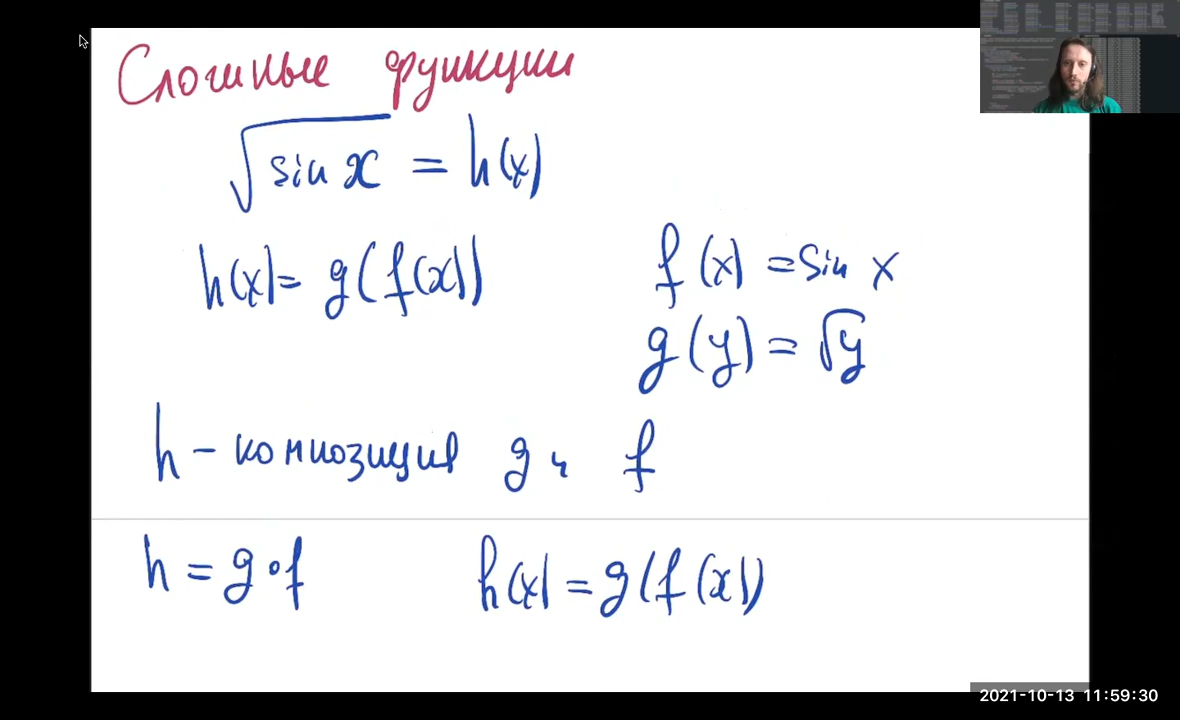 Сложные функции
√sin x = h(x)
h(x) = g(f(x))
f(x) = sin x
g(y) = √y
h – композиция g и f
h = g∘f
h(x) = g(f(x))
2021-10-13 11:59:30